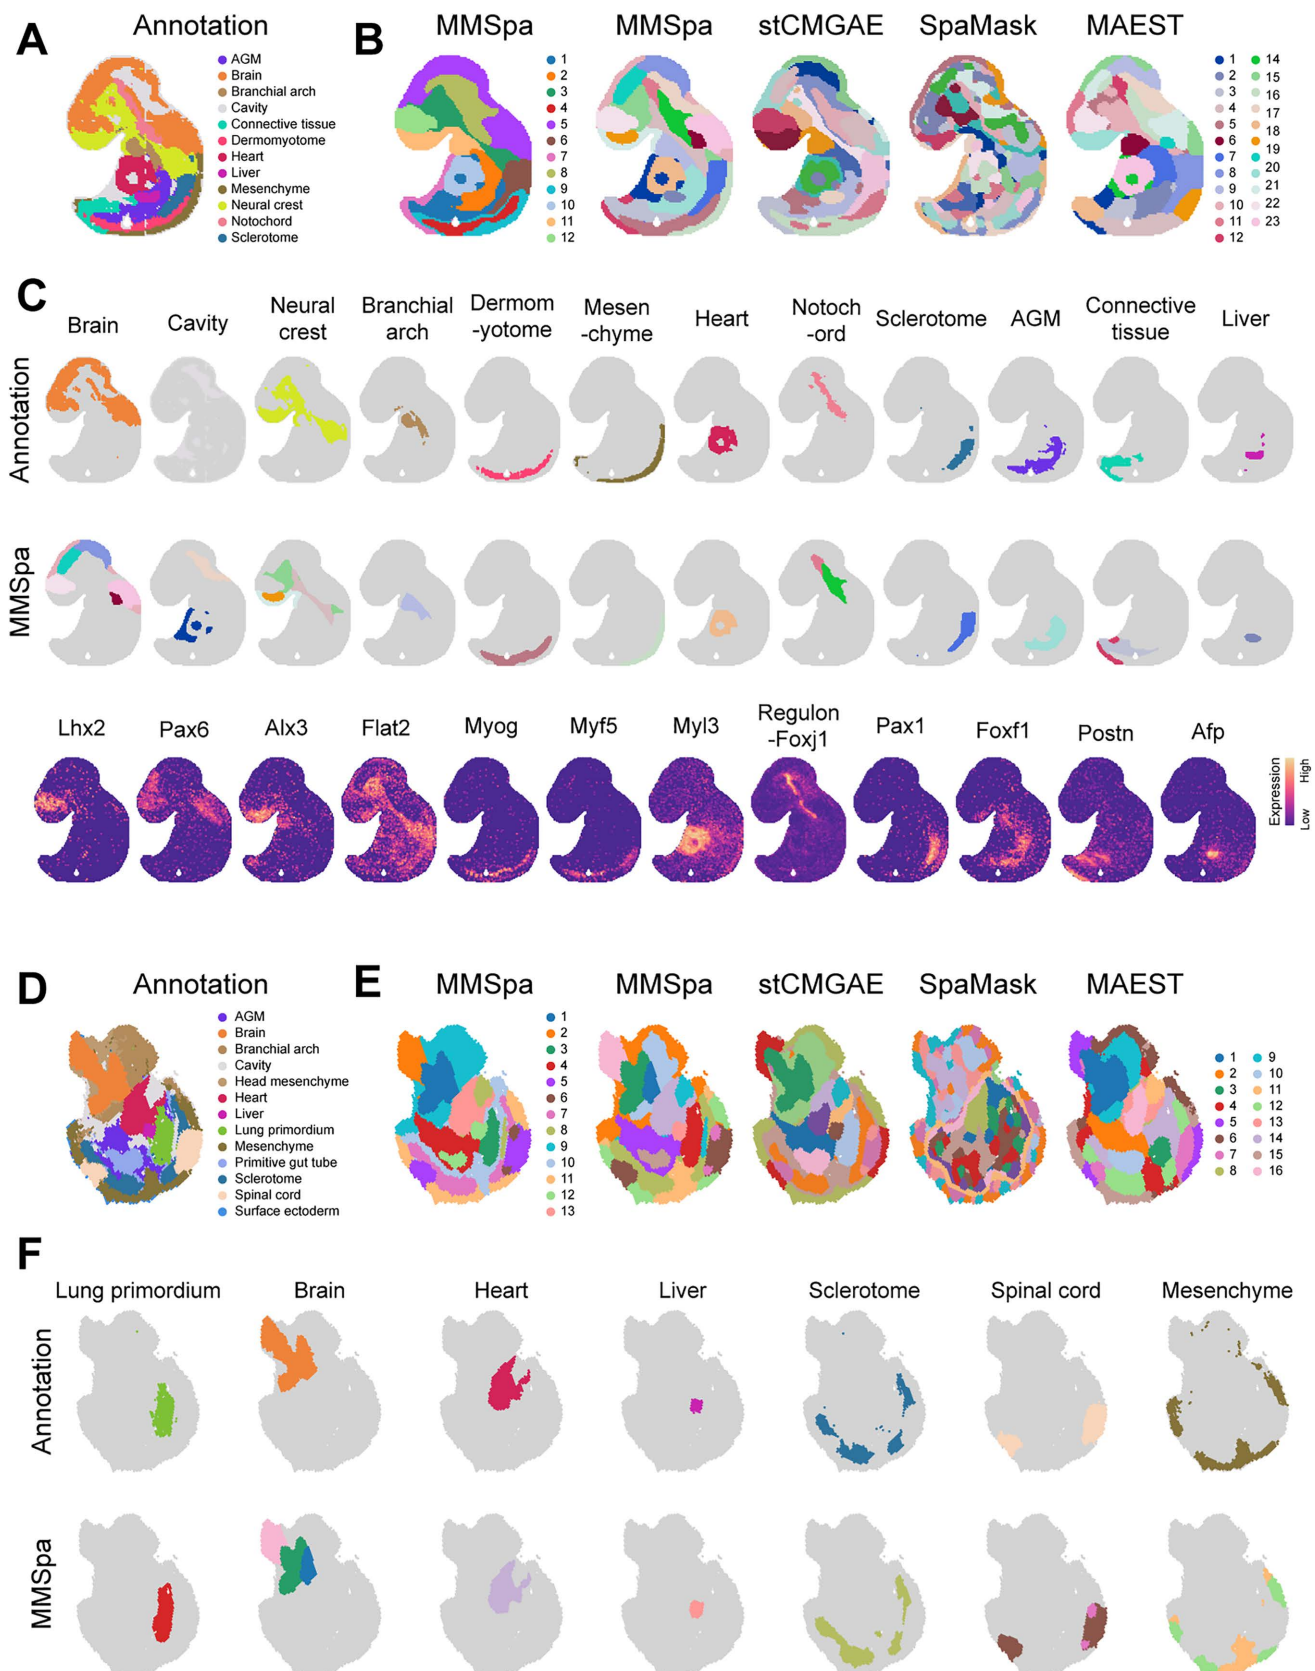 A
Annotation
AGM
Brain
Branchial arch
Cavity
Connective tissue
Dermomyotome
Heart
Liver
Mesenchyme
Neural crest
Notochord
Sclerotome
B
MMSpa
1
2
3
4
5
6
7
8
9
10
11
12
MMSpa
stCMGAE
SpaMask
MAEST
1
2
3
4
5
6
7
8
9
10
11
12
14
15
16
17
18
19
20
21
22
23
C
Brain
Cavity
Neural
crest
Branchial
arch
Dermom
-yotome
Mesen
-chyme
Heart
Notoch
-ord
Sclerotome
AGM
Connective
tissue
Liver
Annotation
MMSpa
Lhx2
Pax6
Alx3
Flat2
Myog
Myf5
Myl3
Regulon
-Foxj1
Pax1
Foxf1
Postn
Afp
Expression
Low
High
D
Annotation
AGM
Brain
Branchial arch
Cavity
Head mesenchyme
Heart
Liver
Lung primordium
Mesenchyme
Primitive gut tube
Sclerotome
Spinal cord
Surface ectoderm
E
MMSpa
1
2
3
4
5
6
7
8
9
10
11
12
13
MMSpa
stCMGAE
SpaMask
MAEST
1
2
3
4
5
6
7
8
9
10
11
12
13
14
15
16
F
Lung primordium
Brain
Heart
Liver
Sclerotome
Spinal cord
Mesenchyme
Annotation
MMSpa